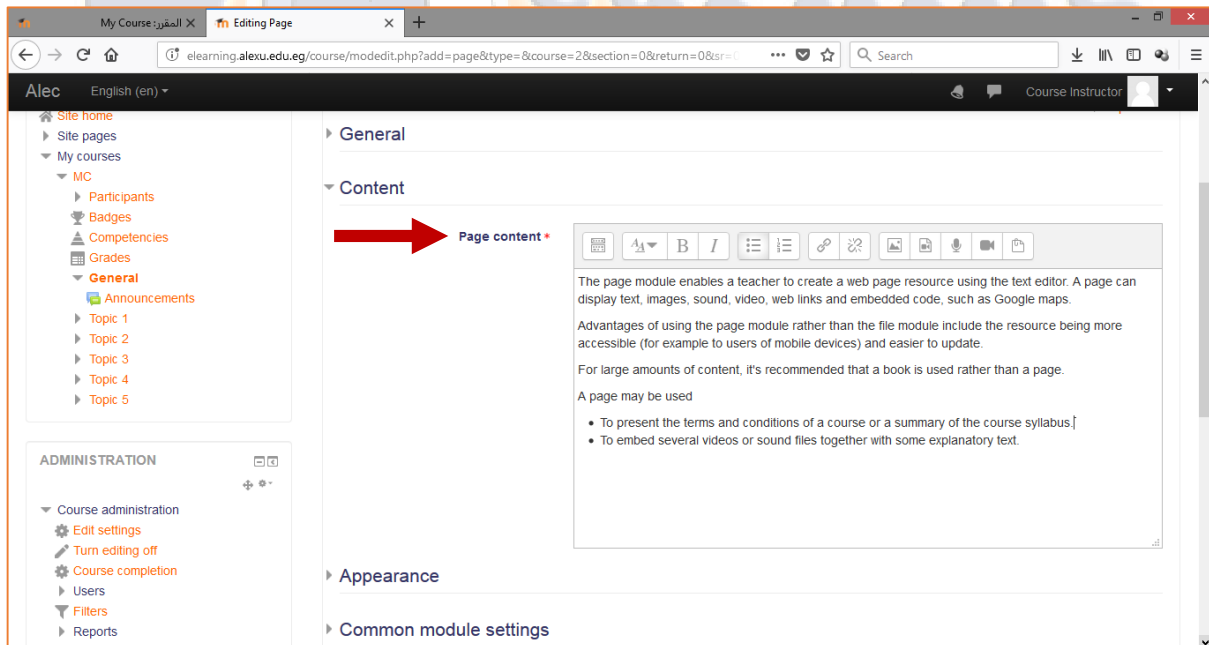 My Course :المقرر
Editing Page
elearning.alexu.edu.eg/course/modedit.php?add=page&type=&course=2&section=0&return=0&sr=
Search
Alec
English (en)
Course Instructor
Site home
Site pages
My courses
MC
Participants
Badges
Competencies
Grades
General
Announcements
Topic 1
Topic 2
Topic 3
Topic 4
Topic 5
ADMINISTRATION
Course administration
Edit settings
Turn editing off
Course completion
Users
Filters
Reports
General
Content
Page content *
The page module enables a teacher to create a web page resource using the text editor. A page can
display text, images, sound, video, web links and embedded code, such as Google maps.
Advantages of using the page module rather than the file module include the resource being more
accessible (for example to users of mobile devices) and easier to update.
For large amounts of content, it's recommended that a book is used rather than a page.
A page may be used
• To present the terms and conditions of a course or a summary of the course syllabus.
• To embed several videos or sound files together with some explanatory text.
Appearance
Common module settings